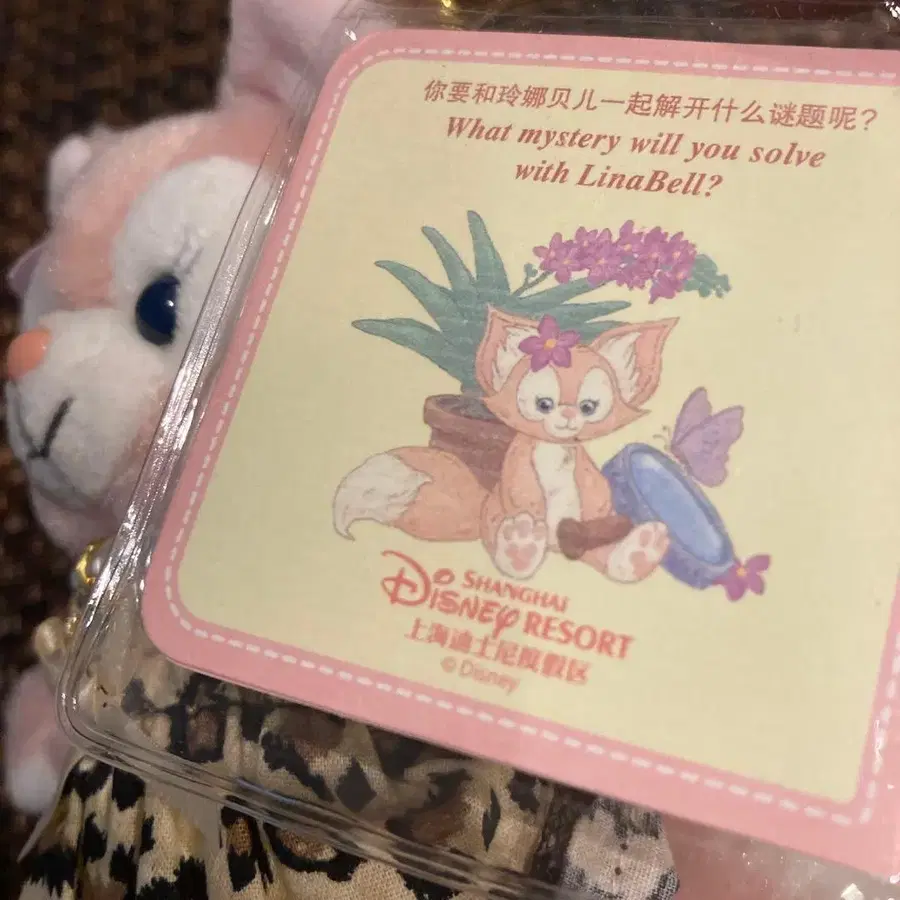 你要和玲娜贝儿一起解开什么谜题呢?
What mystery will you solve
with LinaBell?
SHANGHAI
DISNEY RESORT
上海迪士尼度假区
© Disney